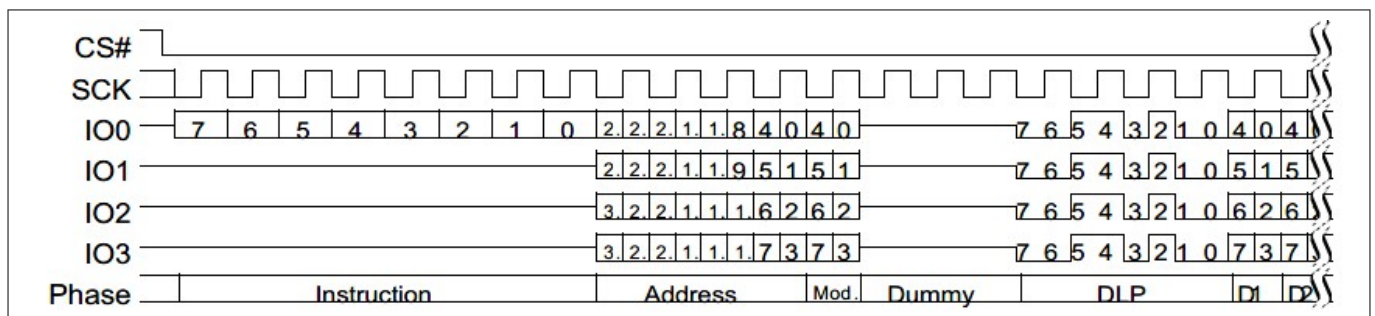 CS#
SCK
IO0 7 6 5 4 3 2 1 0 2. 2. 2. 1. 1. 8 4 0 4 0 7 6 5 4 3 2 1 0 4 0 4
IO1 2. 2. 2. 1. 1. 9 5 1 5 1 7 6 5 4 3 2 1 0 5 1 5
IO2 3. 2. 2. 1. 1. 1. 6 2 6 2 7 6 5 4 3 2 1 0 6 2 6
IO3 3. 2. 2. 1. 1. 1. 7 3 7 3 7 6 5 4 3 2 1 0 7 3 7
Phase Instruction Address Mod. Dummy DLP D1 D2